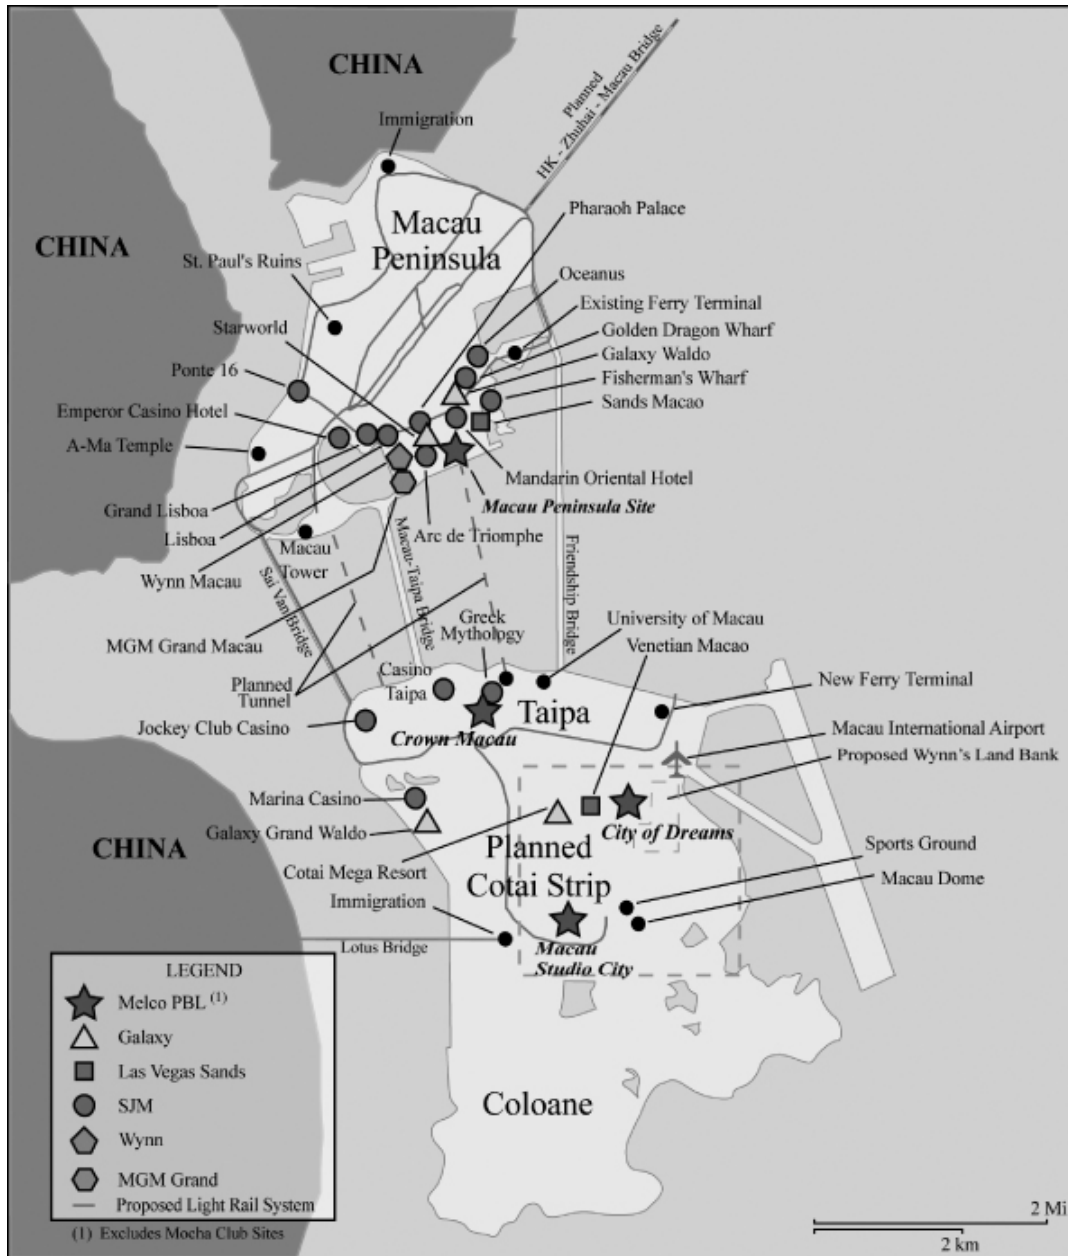 CHINA
Planned
HK - Zhuhai - Macau Bridge
Immigration
Pharaoh Palace
Macau
Peninsula
CHINA
St. Paul's Ruins
Oceanus
Existing Ferry Terminal
Starworld
Golden Dragon Wharf
Galaxy Waldo
Ponte 16
Fisherman's Wharf
Sands Macao
Emperor Casino Hotel
A-Ma Temple
Mandarin Oriental Hotel
Macau Peninsula Site
Grand Lisboa
Lisboa
Arc de Triomphe
Macau
Tower
Wynn Macau
Sai Van Bridge
Macau-Taipa Bridge
Friendship Bridge
MGM Grand Macau
Greek
Mythology
University of Macau
Venetian Macao
Casino
Taipa
Planned
Tunnel
New Ferry Terminal
Taipa
Jockey Club Casino
Crown Macau
Macau International Airport
Proposed Wynn's Land Bank
Marina Casino
Galaxy Grand Waldo
City of Dreams
CHINA
Planned
Cotai Strip
Cotai Mega Resort
Sports Ground
Macau Dome
Immigration
Lotus Bridge
Macau
Studio City
LEGEND
Melco PBL (1)
Galaxy
Las Vegas Sands
SJM
Wynn
MGM Grand
Proposed Light Rail System
(1) Excludes Mocha Club Sites
Coloane
2 Mi
2 km